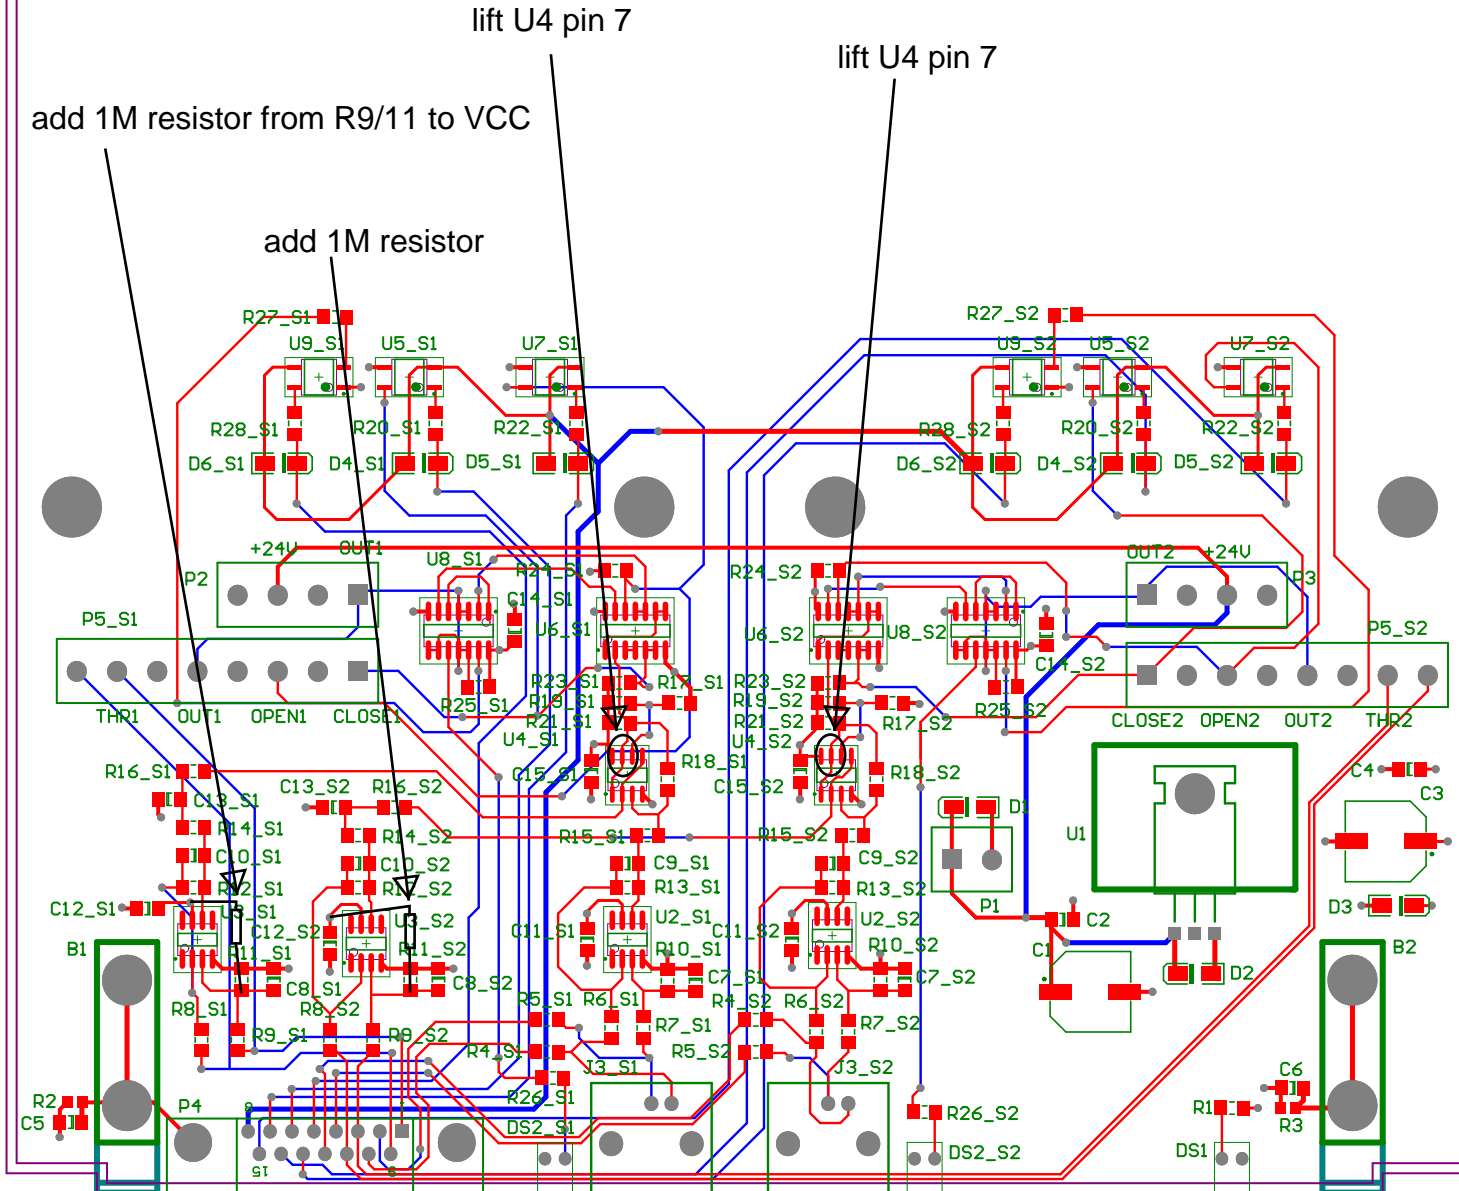 lift U4 pin 7
lift U4 pin 7
add 1M resistor from R9/11 to VCC
add 1M resistor
R27_S1
R27_S2
U9_S1
U5_S1
U7_S1
U9_S2
U5_S2
U7_S2
R28_S1
R20_S1
R22_S1
R28_S2
R20_S2
R22_S2
D6_S1
D4_S1
D5_S1
D6_S2
D4_S2
D5_S2
+24V
OUT1
U8_S1
R24_S1
R24_S2
OUT2
+24V
P2
P3
C14_S1
P5_S1
U6_S1
U6_S2
U8_S2
P5_S2
C14_S2
R23_S1
R17_S1
R23_S2
R25_S1
R19_S1
R19_S2
R25_S2
THR1
OUT1
OPEN1
CLOSE1
R21_S1
R21_S2
R17_S2
CLOSE2
OPEN2
OUT2
THR2
U4_S1
U4_S2
R16_S1
C15_S1
R18_S1
C15_S2
R18_S2
C4
C13_S2
R16_S2
C13_S1
D1
C3
R14_S1
R14_S2
R15_S1
R15_S2
U1
C10_S1
C10_S2
C9_S1
C9_S2
R12_S1
R12_S2
R13_S1
R13_S2
C12_S1
U3_S1
U3_S2
U2_S1
U2_S2
P1
C2
D3
C12_S2
C11_S1
C11_S2
B1
R11_S1
R11_S2
R10_S1
R10_S2
C1
B2
C8_S1
C8_S2
C7_S1
C7_S2
D2
R8_S1
R8_S2
R5_S1
R6_S1
R4_S2
R6_S2
R9_S1
R9_S2
R7_S1
R7_S2
R4_S1
R5_S2
J3_S1
J3_S2
C6
R2
P4
8
1
R26_S1
R26_S2
R1
C5
R3
DS2_S1
DS2_S2
DS1
15
9